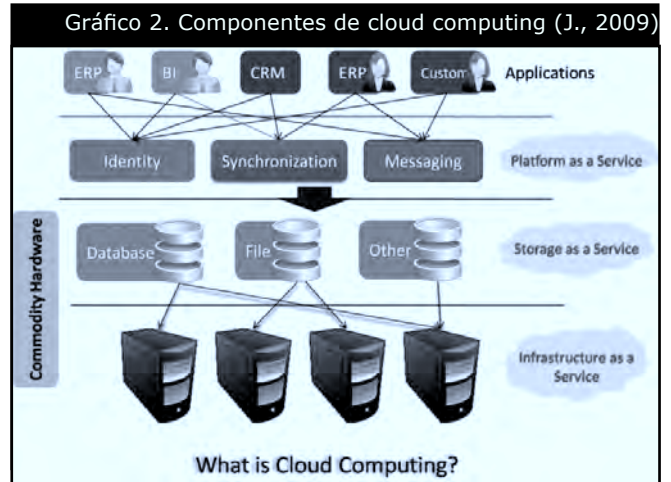 Gráfico 2. Componentes de cloud computing (J., 2009)
ERP BI CRM ERP Custom Applications
Identity Synchronization Messaging Platform as a Service
Database File Other Storage as a Service
Commodity Hardware
Infrastructure as a
Service
What is Cloud Computing?